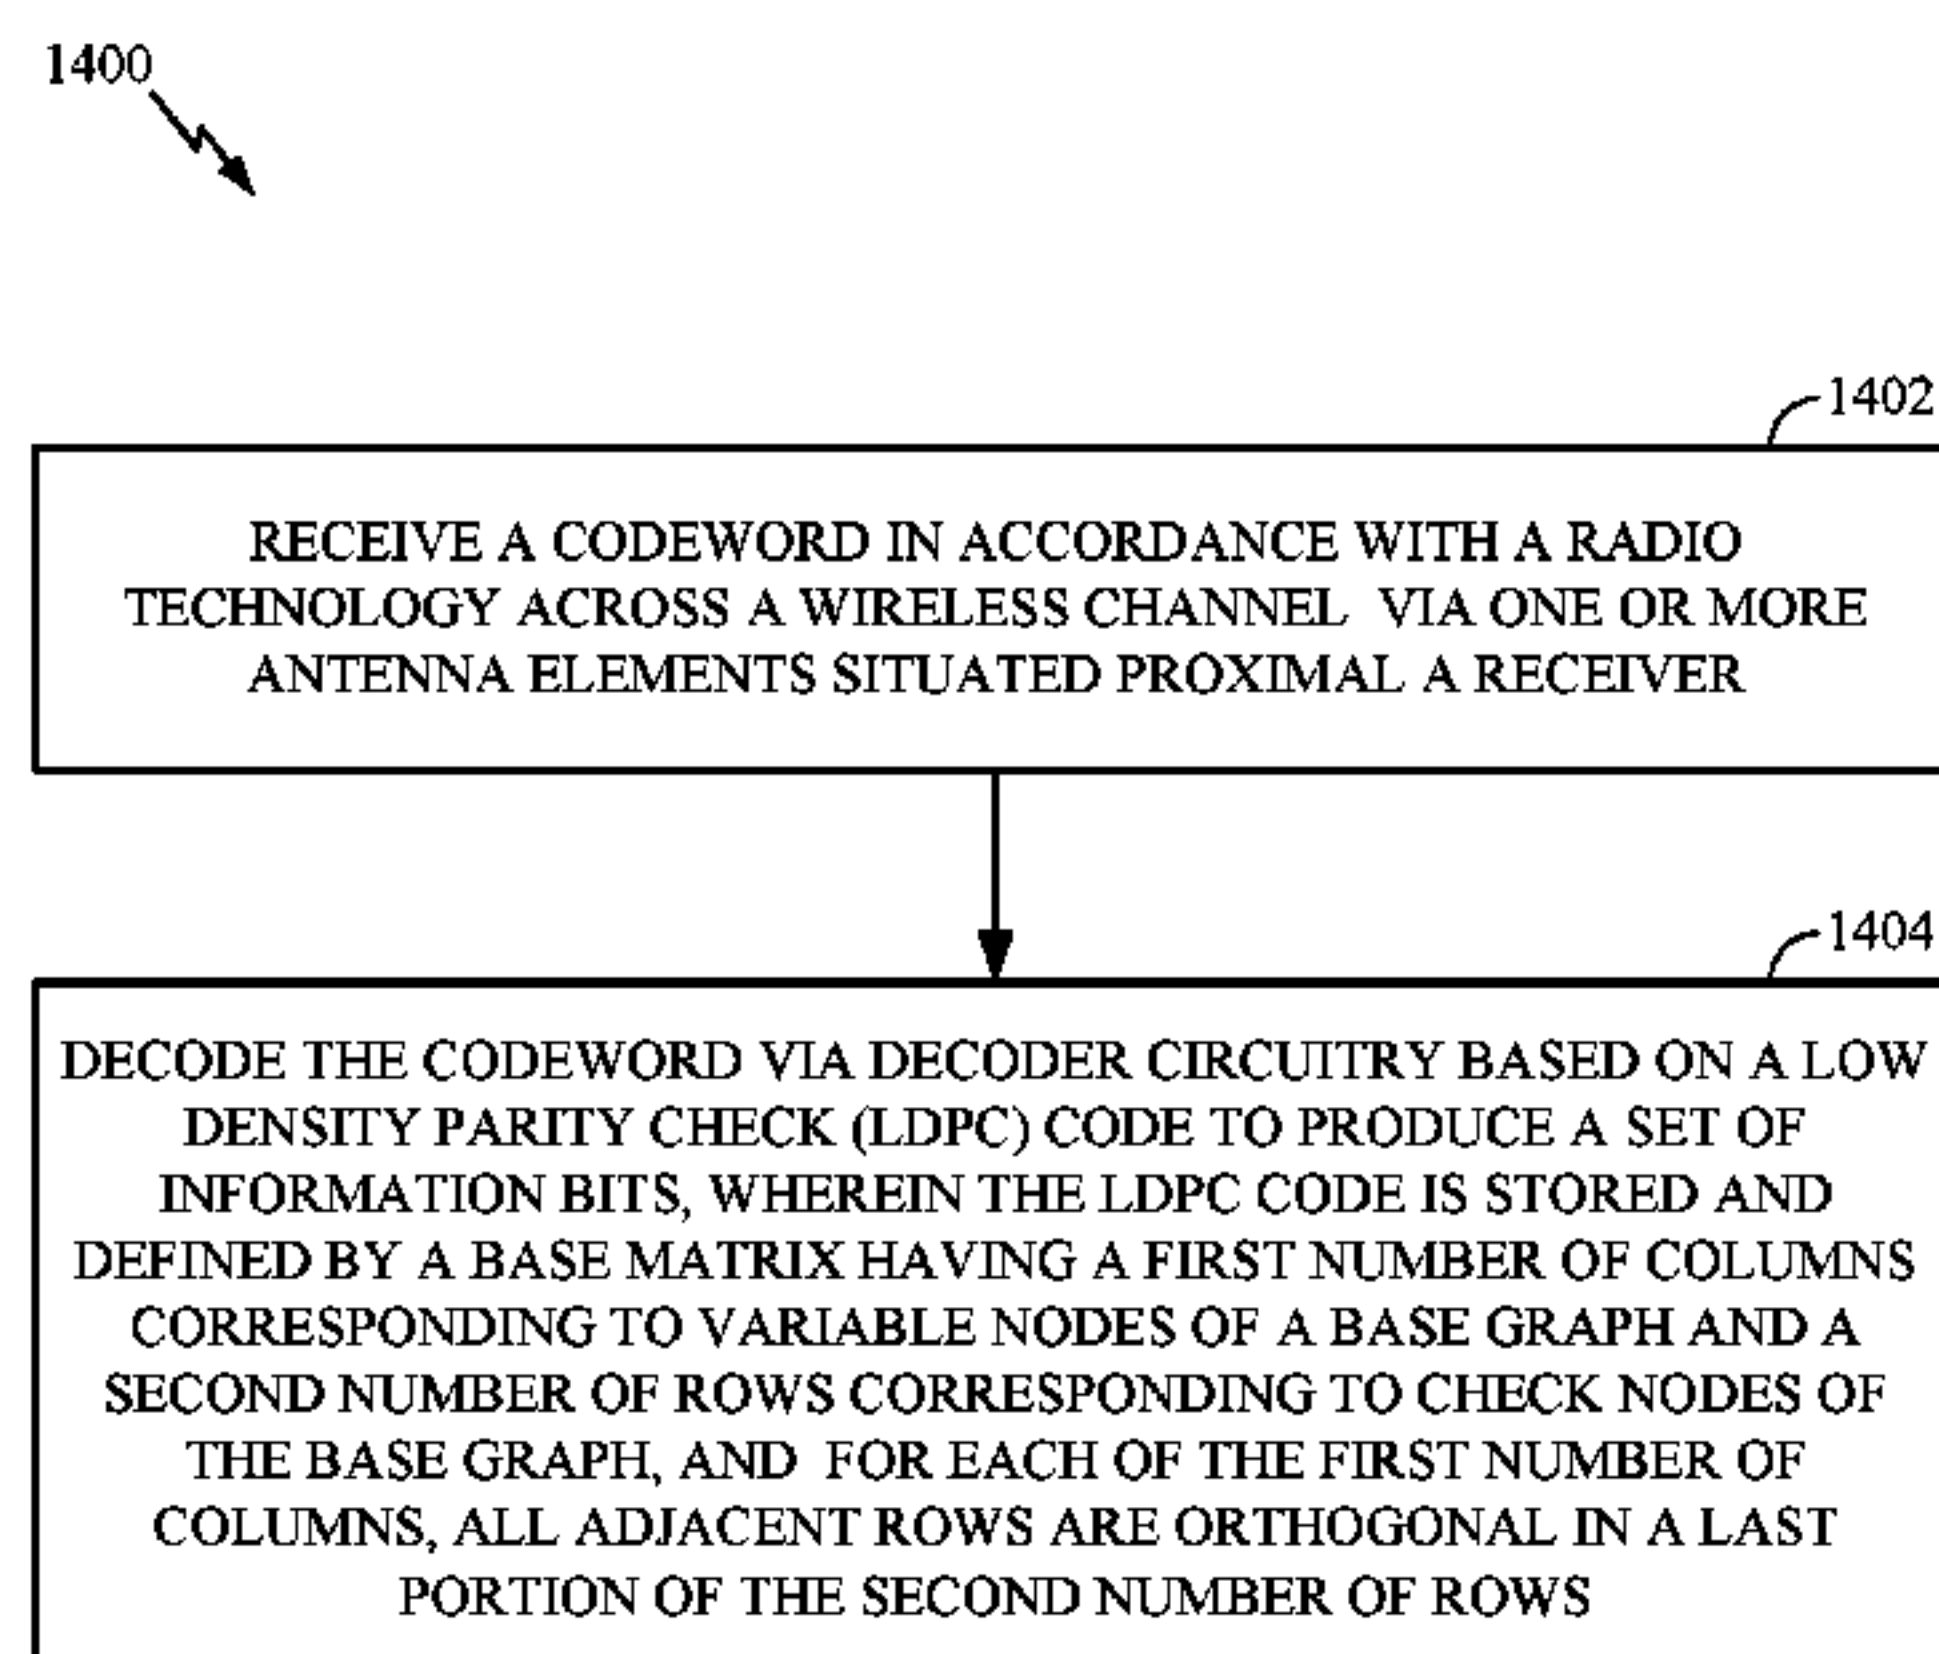 1400
1402
RECEIVE A CODEWORD IN ACCORDANCE WITH A RADIO
TECHNOLOGY ACROSS A WIRELESS CHANNEL VIA ONE OR MORE
ANTENNA ELEMENTS SITUATED PROXIMAL A RECEIVER
1404
DECODE THE CODEWORD VIA DECODER CIRCUITRY BASED ON A LOW
DENSITY PARITY CHECK (LDPC) CODE TO PRODUCE A SET OF
INFORMATION BITS, WHEREIN THE LDPC CODE IS STORED AND
DEFINED BY A BASE MATRIX HAVING A FIRST NUMBER OF COLUMNS
CORRESPONDING TO VARIABLE NODES OF A BASE GRAPH AND A
SECOND NUMBER OF ROWS CORRESPONDING TO CHECK NODES OF
THE BASE GRAPH, AND FOR EACH OF THE FIRST NUMBER OF
COLUMNS, ALL ADJACENT ROWS ARE ORTHOGONAL IN A LAST
PORTION OF THE SECOND NUMBER OF ROWS